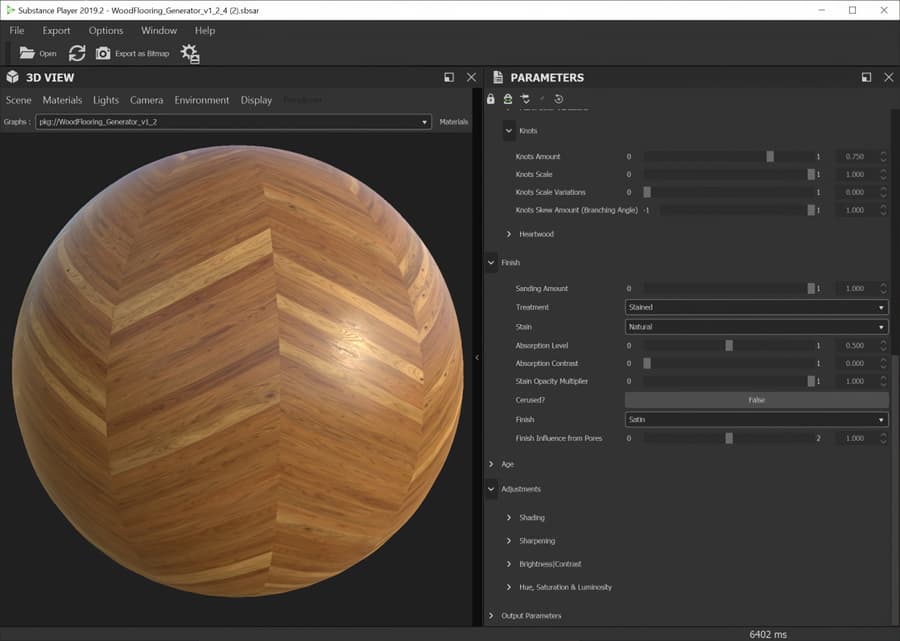 Substance Player 2019.2 - WoodFlooring_Generator_v1_2_4 (2).sbsar
File Export Options Window Help
Open Export as Bitmap
3D VIEW
Scene Materials Lights Camera Environment Display Renderer
Graphs : pkg://WoodFlooring_Generator_v1_2 Materials
PARAMETERS
Knots
Knots Amount 0 1 0.750
Knots Scale 0 1 1.000
Knots Scale Variations 0 1 0.000
Knots Skew Amount (Branching Angle) -1 1 1.000
Heartwood
Finish
Sanding Amount 0 1 1.000
Treatment Stained
Stain Natural
Absorption Level 0 1 0.500
Absorption Contrast 0 1 0.000
Stain Opacity Multiplier 0 1 1.000
Cerused? False
Finish Satin
Finish Influence from Pores 0 2 1.000
Age
Adjustments
Shading
Sharpening
Brightness|Contrast
Hue, Saturation & Luminosity
Output Parameters
6402 ms